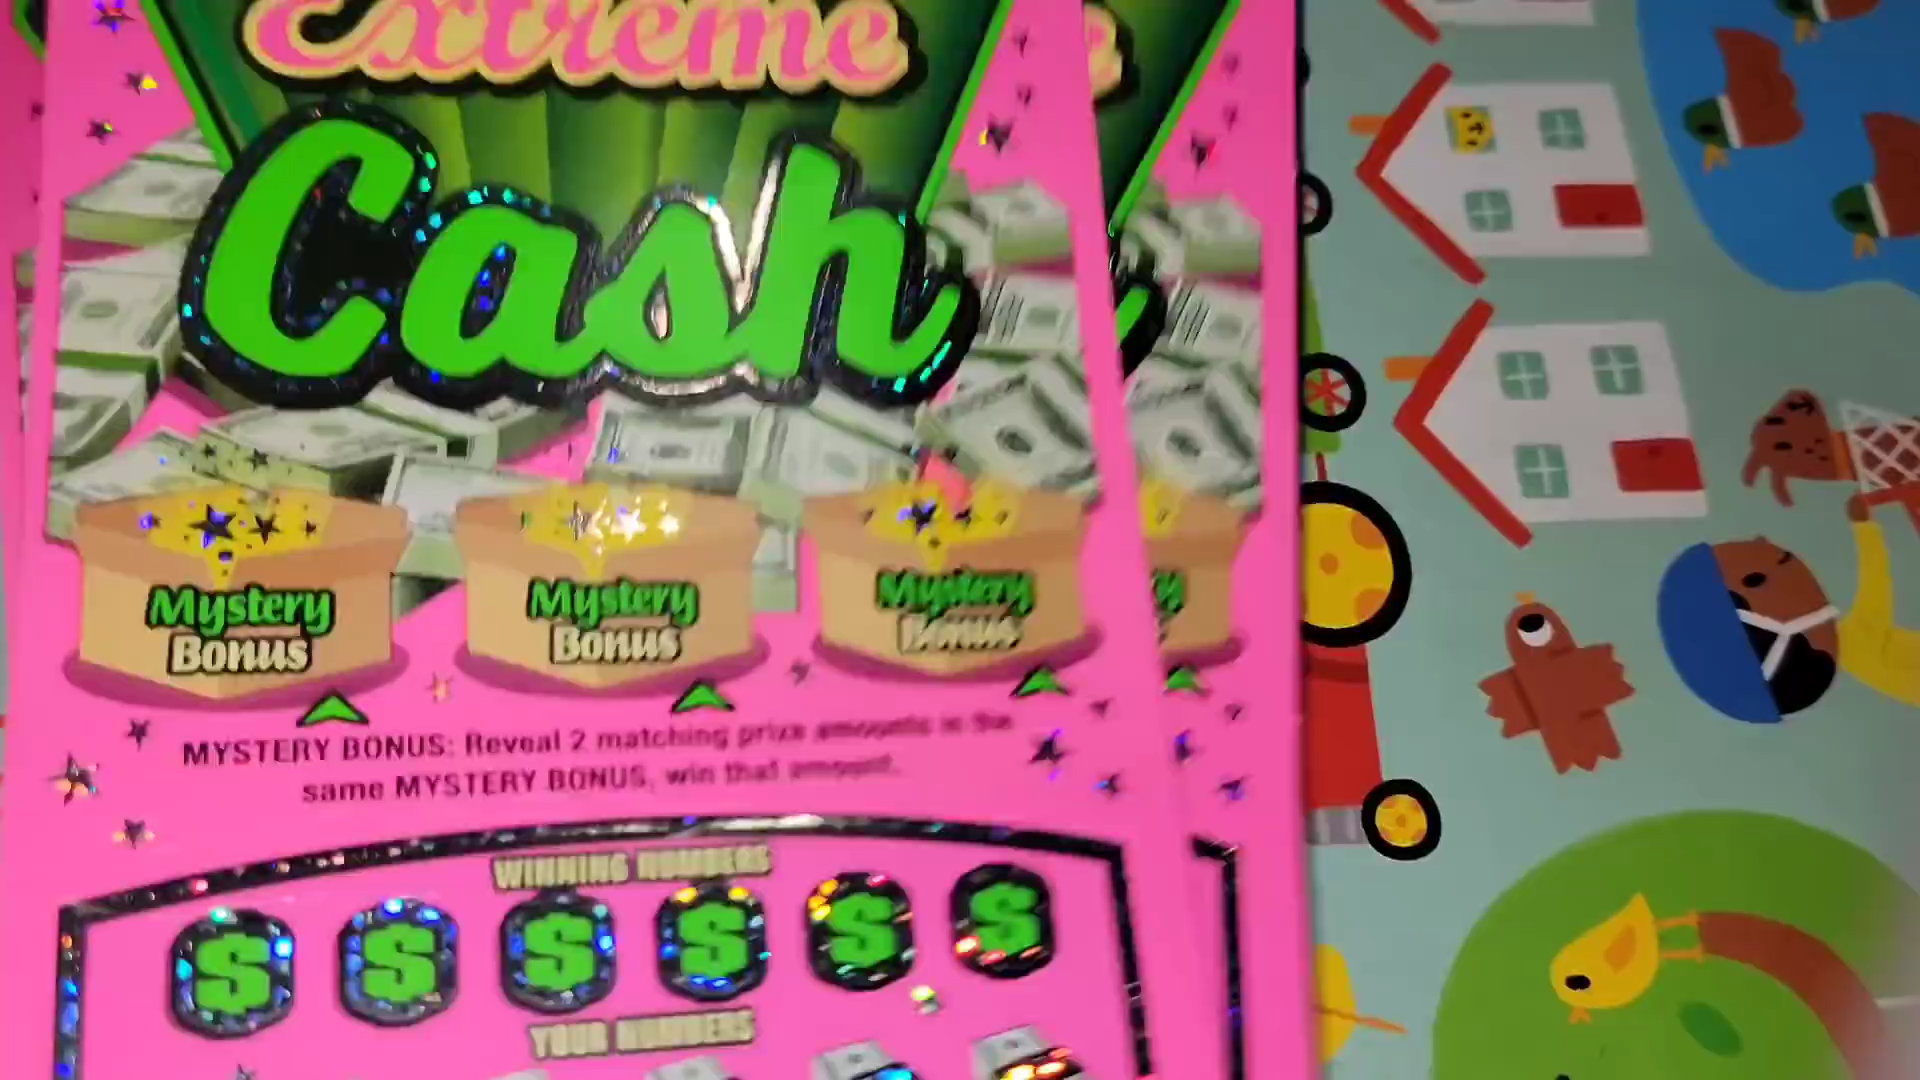 Extreme
Cash
Mystery Bonus
Mystery Bonus
Mystery Bonus
MYSTERY BONUS: Reveal 2 matching prize amounts in the
same MYSTERY BONUS, win that amount.
WINNING NUMBERS
$ $ $ $ $ $
YOUR NUMBERS